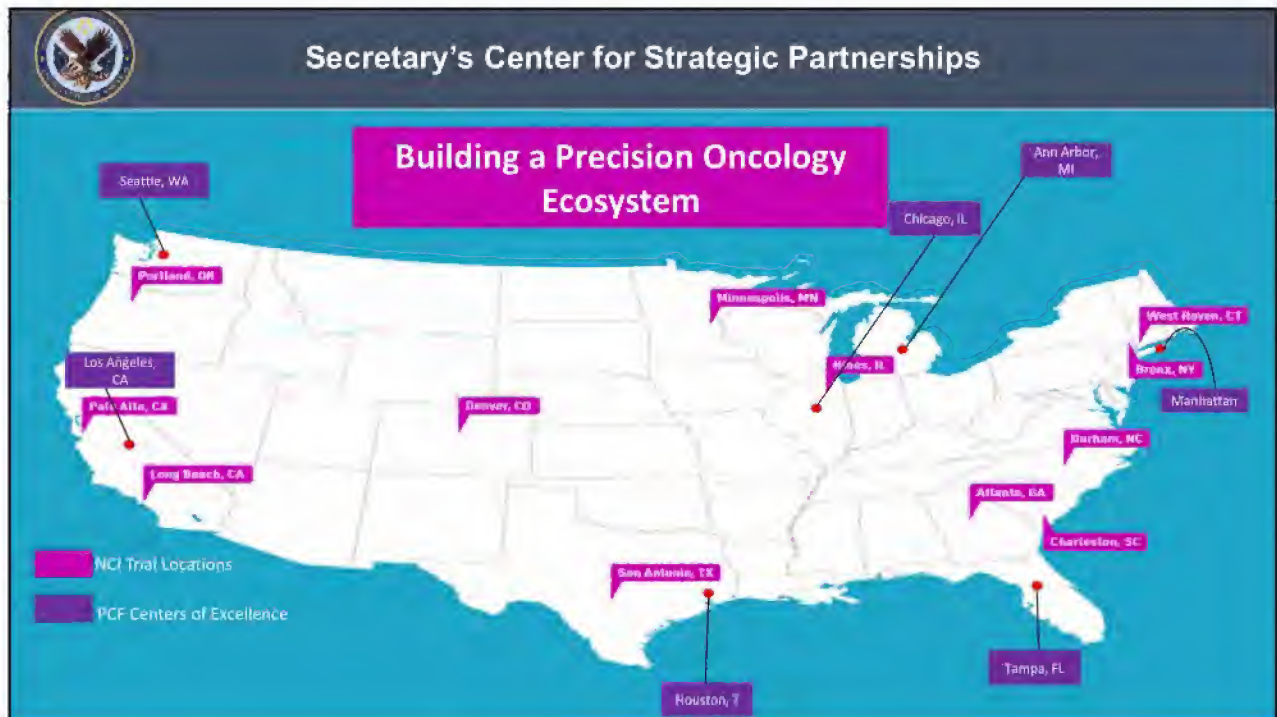 Secretary's Center for Strategic Partnerships
Building a Precision Oncology
Ecosystem
Ann Arbor,
MI
Seattle, WA
Chicago, IL
Portland, OR
Minneapolis, MN
West Haven, CT
Los Angeles,
CA
Hines, IL
Bronx, NY
Manhattan
Palo Alto, CA
Denver, CO
Durham, NC
Long Beach, CA
Atlanta, GA
Charleston, SC
NCI Trial Locations
San Antonio, TX
PCF Centers of Excellence
Tampa, FL
Houston, T